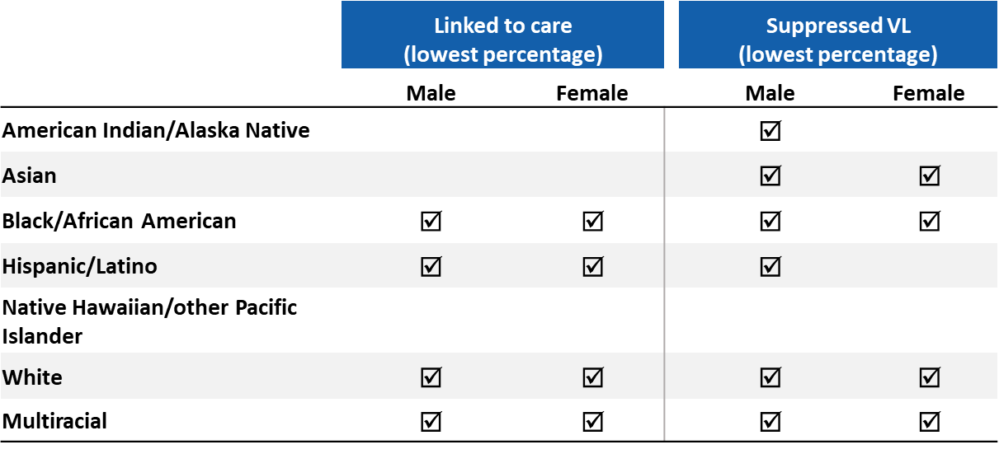 Linked to care
(lowest percentage)
Suppressed VL
(lowest percentage)
Male
Female
Male
Female
American Indian/Alaska Native
Asian
Black/African American
Hispanic/Latino
Native Hawaiian/other Pacific
Islander
White
Multiracial